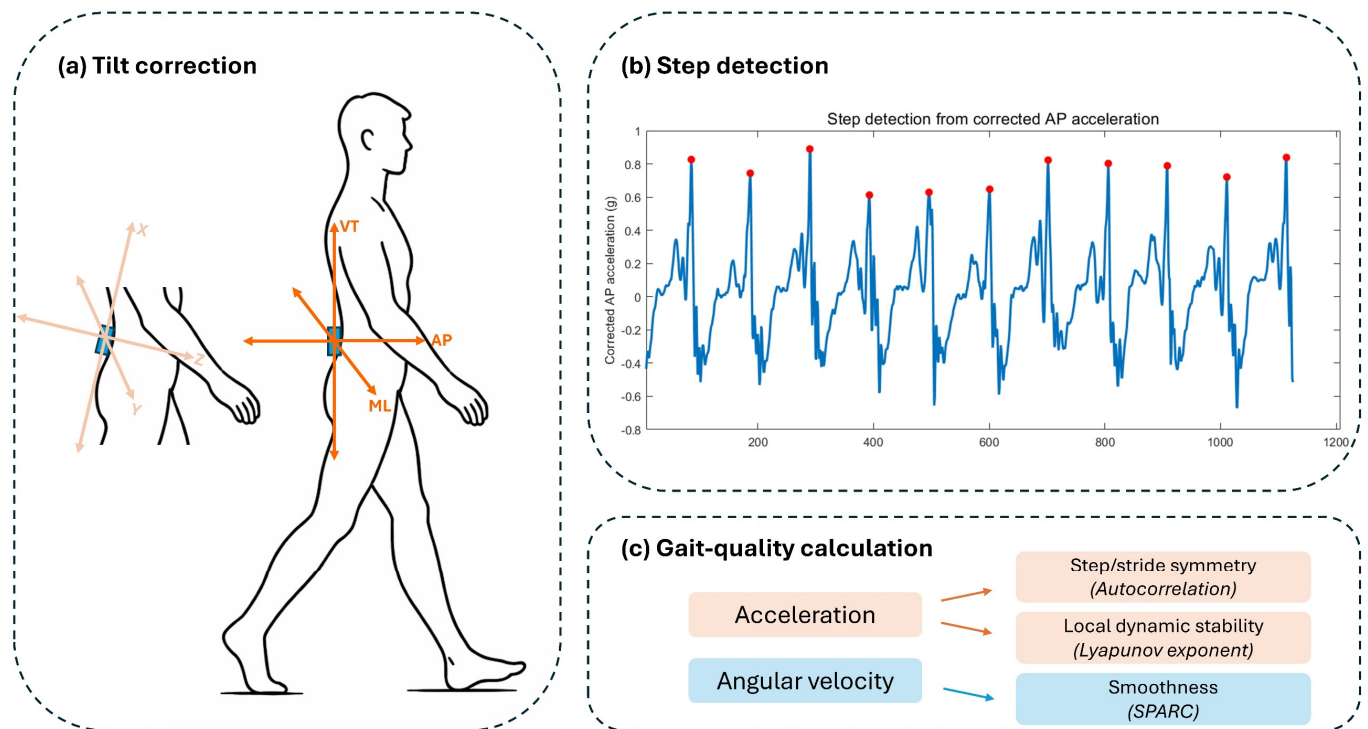 (a) Tilt correction
X
Z
Y
VT
AP
ML
(b) Step detection
Step detection from corrected AP acceleration
Corrected AP acceleration (g)
1
0.8
0.6
0.4
0.2
0
-0.2
-0.4
-0.6
-0.8
200
400
600
800
1000
1200
(c) Gait-quality calculation
Acceleration
Angular velocity
Step/stride symmetry
(Autocorrelation)
Local dynamic stability
(Lyapunov exponent)
Smoothness
(SPARC)